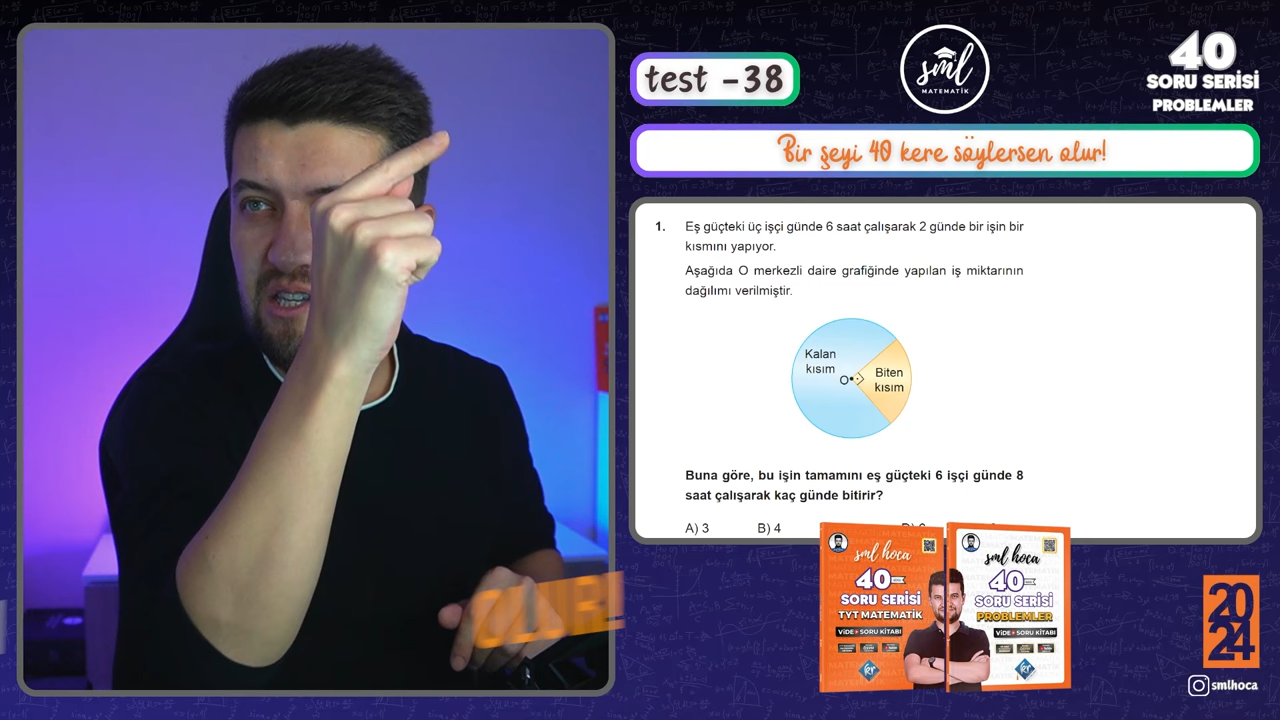 test -38
sml
MATEMATİK
40
SORU SERİSİ
PROBLEMLER
Bir şeyi 40 kere söylersen olur!
1. Eş güçteki üç işçi günde 6 saat çalışarak 2 günde bir işin bir
kısmını yapıyor.
Aşağıda O merkezli daire grafiğinde yapılan iş miktarının
dağılımı verilmiştir.
Kalan
kısım
O
Biten
kısım
Buna göre, bu işin tamamını eş güçteki 6 işçi günde 8
saat çalışarak kaç günde bitirir?
A) 3 B) 4
sml hoca
40
SORU SERİSİ
TYT MATEMATİK
VİDEO SORU KİTABI
sml hoca
40
SORU SERİSİ
PROBLEMLER
VİDEO SORU KİTABI
OLUR!
2024
smlhoca